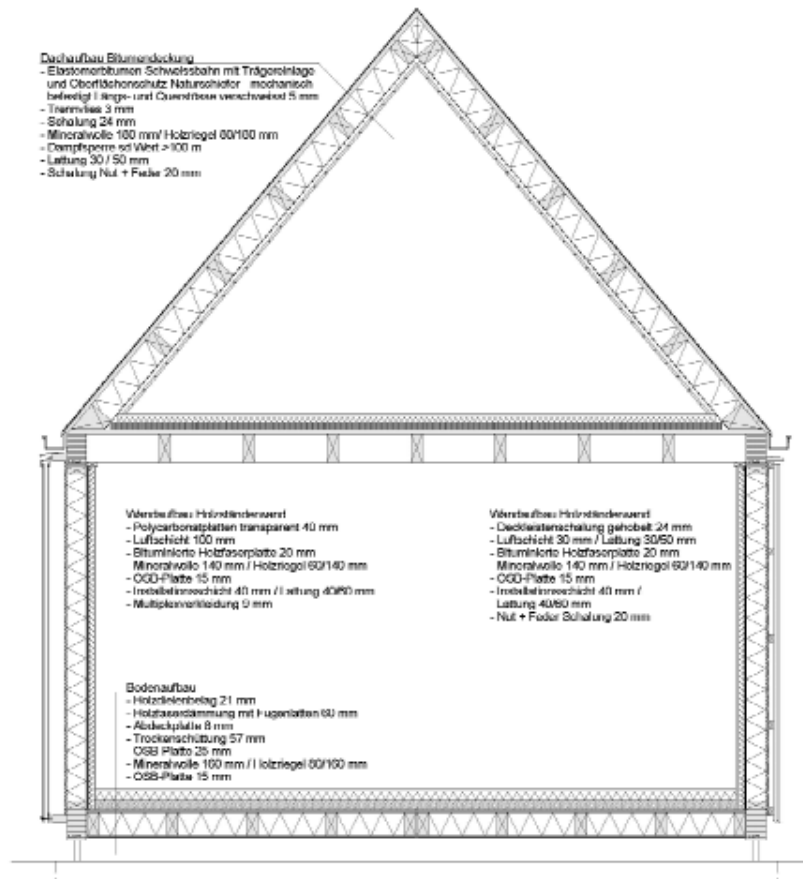 Dachaufbau Bitumendeckung
- Elastomerbitumen Schweissbahn mit Trägereinlage
und Oberflächenschutz Naturschiefer mechanisch
befestigt Längs- und Querstösse verschweisst 5 mm
- Trennvlies 3 mm
- Schalung 24 mm
- Mineralwolle 180 mm/ Holzriegel 80/180 mm
- Dampfsperre sd Wert >100 m
- Lattung 30 / 50 mm
- Schalung Nut + Feder 20 mm
Wandaufbau Holzständerwand
- Polycarbonatplatten transparent 40 mm
- Luftschicht 100 mm
- Bituminierte Holzfaserplatte 20 mm
Mineralwolle 140 mm / Holzriegel 60/140 mm
- OSB-Platte 15 mm
- Installationsschicht 40 mm / Lattung 40/60 mm
- Multiplexverkleidung 9 mm
Wandaufbau Holzständerwand
- Deckleistenschalung gehobelt 24 mm
- Luftschicht 30 mm / Lattung 30/50 mm
- Bituminierte Holzfaserplatte 20 mm
Mineralwolle 140 mm / Holzriegel 60/140 mm
- OSB-Platte 15 mm
- Installationsschicht 40 mm /
Lattung 40/60 mm
- Nut + Feder Schalung 20 mm
Bodenaufbau
- Holzdielenbelag 21 mm
- Holzfaserdämmung mit Fugenlatten 60 mm
- Abdeckplatte 8 mm
- Trockenschüttung 57 mm
OSB Platte 25 mm
- Mineralwolle 160 mm / Holzriegel 80/160 mm
- OSB-Platte 15 mm